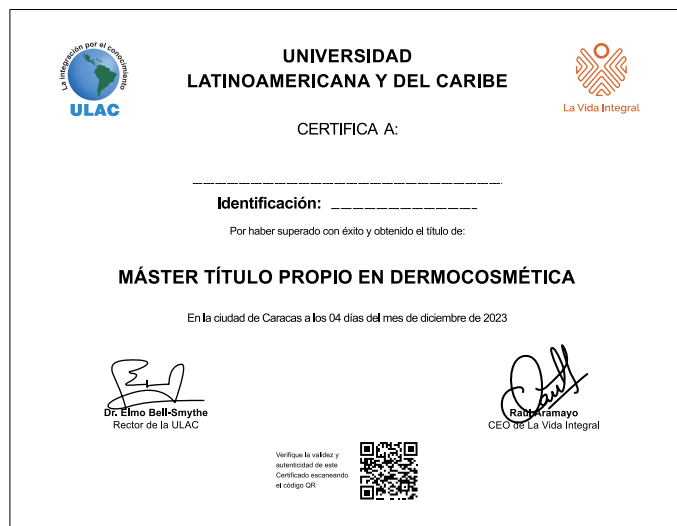 La integración por el conocimiento
ULAC
UNIVERSIDAD
LATINOAMERICANA Y DEL CARIBE
La Vida Integral
CERTIFICA A:
Identificación:
Por haber superado con éxito y obtenido el título de:
MÁSTER TÍTULO PROPIO EN DERMOCOSMÉTICA
En la ciudad de Caracas a los 04 días del mes de diciembre de 2023
Dr. Elmo Bell-Smythe
Rector de la ULAC
Raúl Aramayo
CEO de La Vida Integral
Verifique la validez y
autenticidad de este
Certificado escaneando
el código QR